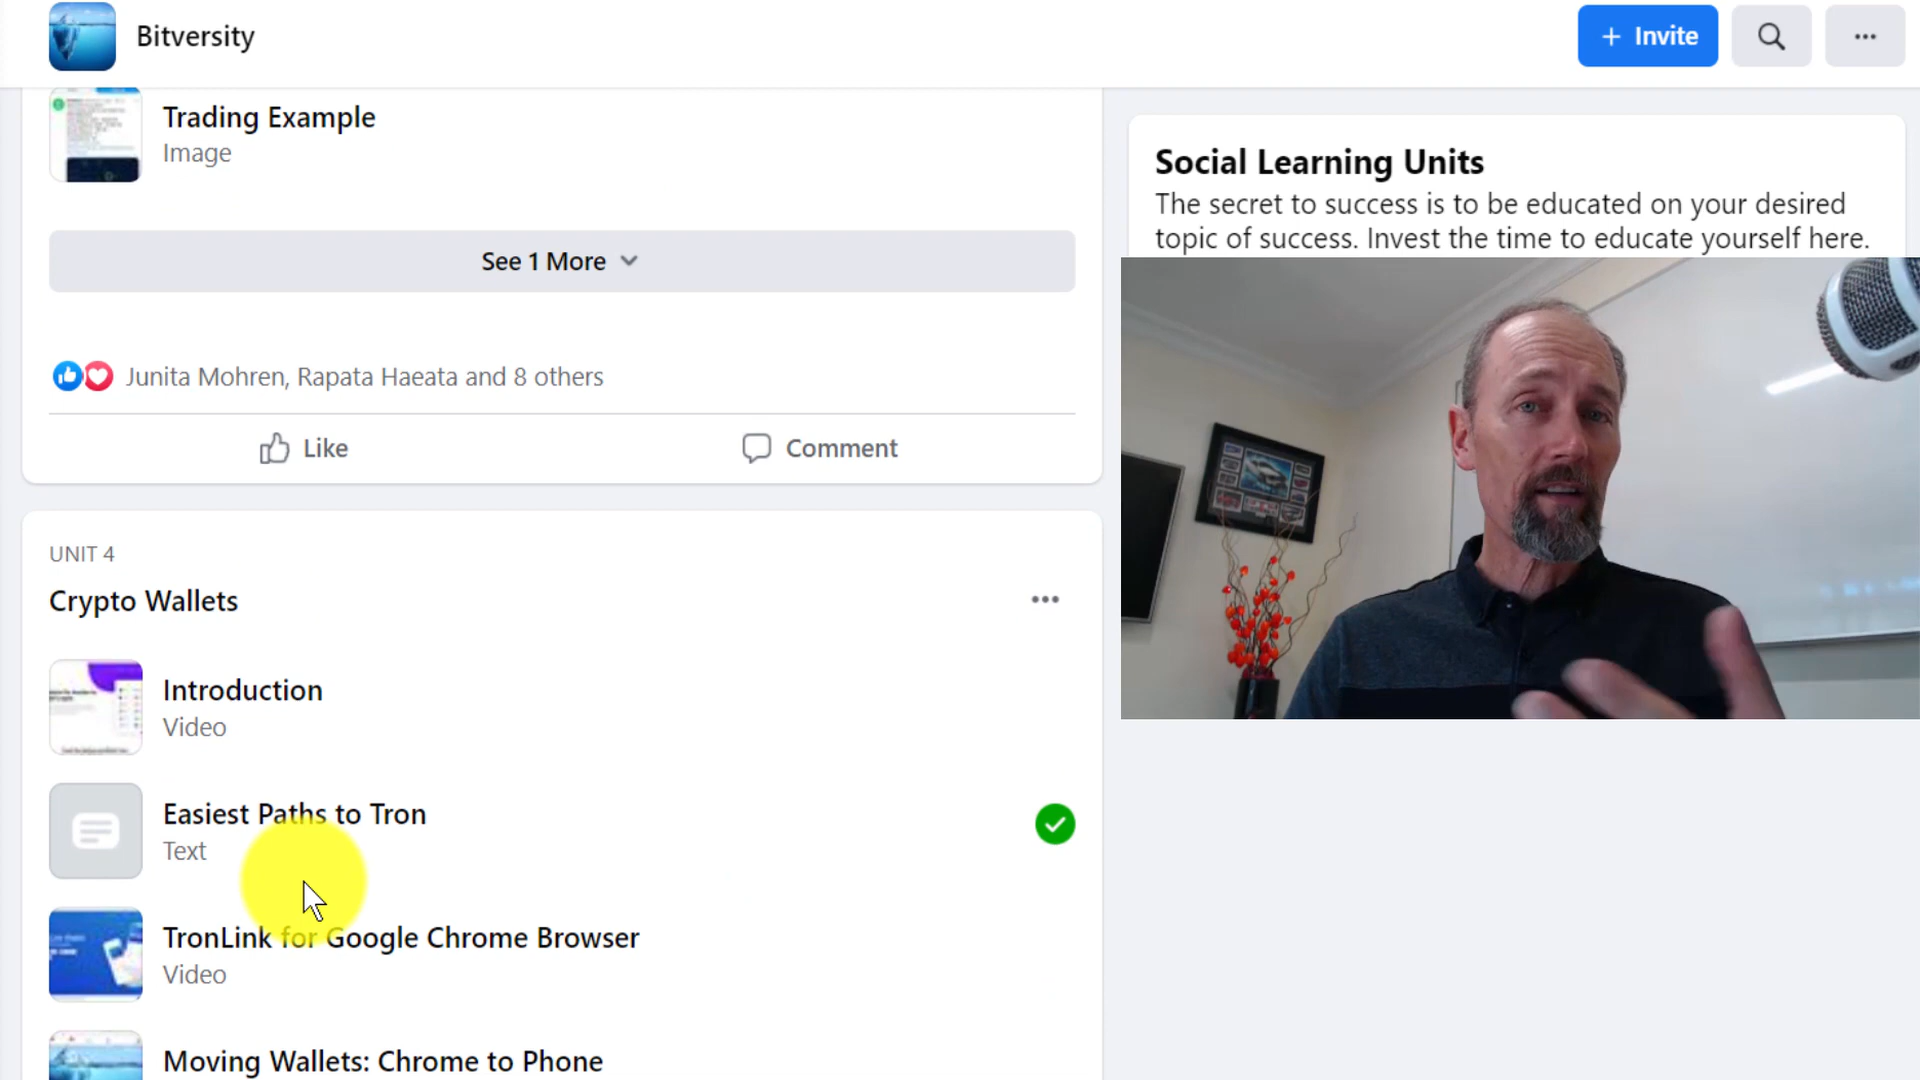 Bitversity
+ Invite
Trading Example
Image
See 1 More
Junita Mohren, Rapata Haeata and 8 others
Like
Comment
UNIT 4
Crypto Wallets
Introduction
Video
Easiest Paths to Tron
Text
TronLink for Google Chrome Browser
Video
Moving Wallets: Chrome to Phone
Social Learning Units
The secret to success is to be educated on your desired
topic of success. Invest the time to educate yourself here.